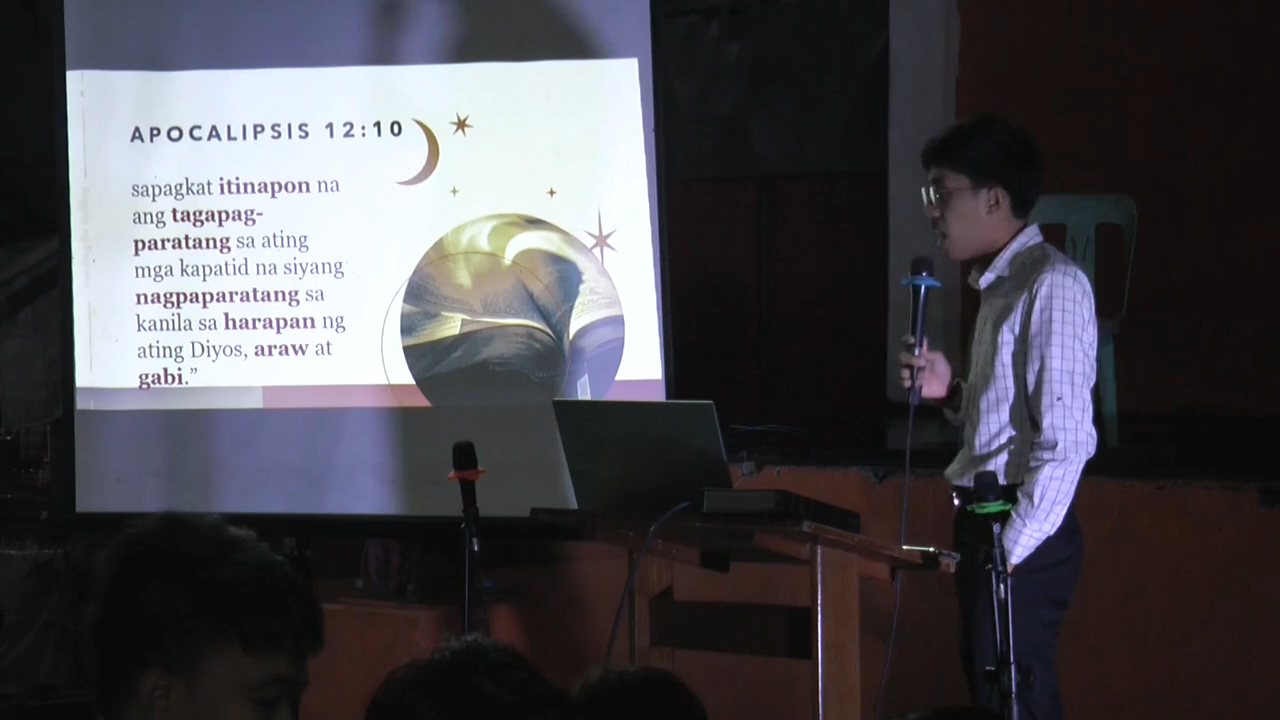 APOCALIPSIS 12:10
sapagkat itinapon na
ang tagapag-
paratang sa ating
mga kapatid na siyang
nagpaparatang sa
kanila sa harapan ng
ating Diyos, araw at
gabi.”